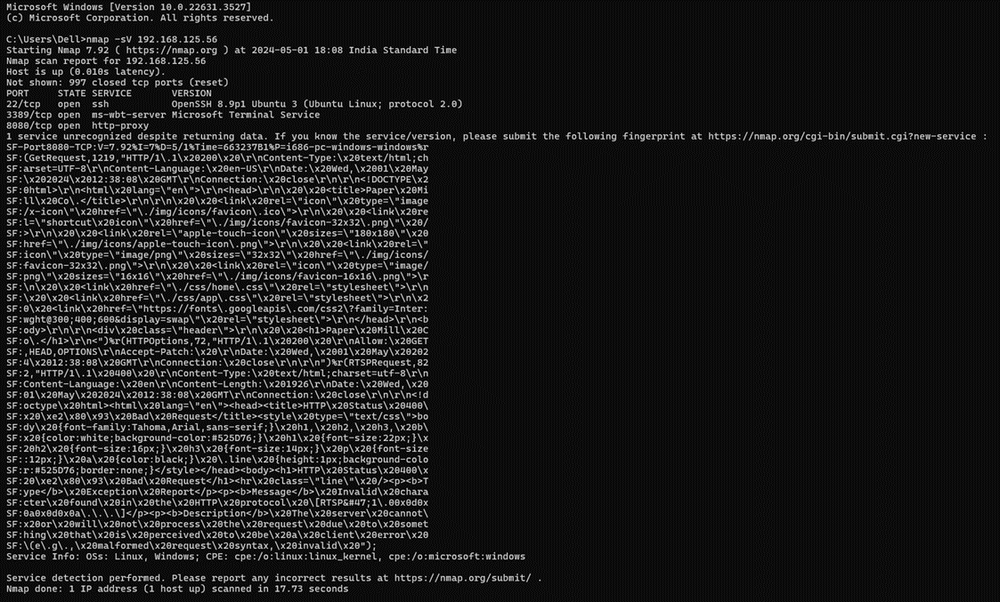 Microsoft Windows [Version 10.0.22631.3527]
(c) Microsoft Corporation. All rights reserved.
C:\Users\Dell>nmap -sV 192.168.125.56
Starting Nmap 7.92 ( https://nmap.org ) at 2024-05-01 18:08 India Standard Time
Nmap scan report for 192.168.125.56
Host is up (0.010s latency).
Not shown: 997 closed tcp ports (reset)
PORT     STATE SERVICE       VERSION
22/tcp   open  ssh           OpenSSH 8.9p1 Ubuntu 3 (Ubuntu Linux; protocol 2.0)
3389/tcp open  ms-wbt-server Microsoft Terminal Service
8080/tcp open  http-proxy
1 service unrecognized despite returning data. If you know the service/version, please submit the following fingerprint at https://nmap.org/cgi-bin/submit.cgi?new-service :
SF-Port8080-TCP:V=7.92%I=7%D=5/1%Time=663237B1%P=i686-pc-windows-windows%r
SF:(GetRequest,1219,"HTTP/1\.1\x20200\x20\r\nContent-Type:\x20text/html;ch
SF:arset=UTF-8\r\nContent-Language:\x20en-US\r\nDate:\x20Wed,\x2001\x20May
SF:\x202024\x2012:38:08\x20GMT\r\nConnection:\x20close\r\n\r\n<!DOCTYPE\x2
SF:0html>\r\n<html\x20lang=\"en\">\r\n<head>\r\n\x20\x20<title>Paper\x20Mi
SF:ll\x20Co\.</title>\r\n\r\n\x20\x20<link\x20rel=\"icon\"\x20type=\"image
SF:/x-icon\"\x20href=\"\./img/icons/favicon\.ico\">\r\n\x20\x20<link\x20re
SF:l=\"shortcut\x20icon\"\x20href=\"\./img/icons/favicon-32x32\.png\"\x20/
SF:>\r\n\x20\x20<link\x20rel=\"apple-touch-icon\"\x20sizes=\"180x180\"\x20
SF:href=\"\./img/icons/apple-touch-icon\.png\">\r\n\x20\x20<link\x20rel=\"
SF:icon\"\x20type=\"image/png\"\x20sizes=\"32x32\"\x20href=\"\./img/icons/
SF:favicon-32x32\.png\">\r\n\x20\x20<link\x20rel=\"icon\"\x20type=\"image/
SF:png\"\x20sizes=\"16x16\"\x20href=\"\./img/icons/favicon-16x16\.png\">\r
SF:\n\x20\x20<link\x20href=\"\./css/home\.css\"\x20rel=\"stylesheet\">\r\n
SF:\x20\x20<link\x20href=\"\./css/app\.css\"\x20rel=\"stylesheet\">\r\n\x2
SF:0\x20<link\x20href=\"https://fonts\.googleapis\.com/css2\?family=Inter:
SF:wght@300;400;600&display=swap\"\x20rel=\"stylesheet\">\r\n</head>\r\n<b
SF:ody>\r\n\r\n<div\x20class=\"header\">\r\n\x20\x20<h1>Paper\x20Mill\x20C
SF:o\.</h1>\r\n<")%r(HTTPOptions,72,"HTTP/1\.1\x20200\x20\r\nAllow:\x20GET
SF:,HEAD,OPTIONS\r\nAccept-Patch:\x20\r\nDate:\x20Wed,\x2001\x20May\x20202
SF:4\x2012:38:08\x20GMT\r\nConnection:\x20close\r\n\r\n")%r(RTSPRequest,82
SF:2,"HTTP/1\.1\x20400\x20\r\nContent-Type:\x20text/html;charset=utf-8\r\n
SF:Content-Language:\x20en\r\nContent-Length:\x201926\r\nDate:\x20Wed,\x20
SF:01\x20May\x202024\x2012:38:08\x20GMT\r\nConnection:\x20close\r\n\r\n<!d
SF:octype\x20html><html\x20lang=\"en\"><head><title>HTTP\x20Status\x20400\
SF:x20\xe2\x80\x93\x20Bad\x20Request</title><style\x20type=\"text/css\">bo
SF:dy\x20{font-family:Tahoma,Arial,sans-serif;}\x20h1,\x20h2,\x20h3,\x20b\
SF:x20{color:white;background-color:#525D76;}\x20h1\x20{font-size:22px;}\x
SF:20h2\x20{font-size:16px;}\x20h3\x20{font-size:14px;}\x20p\x20{font-size
SF::12px;}\x20a\x20{color:black;}\x20\.line\x20{height:1px;background-colo
SF:r:#525D76;border:none;}</style></head><body><h1>HTTP\x20Status\x20400\x
SF:20\xe2\x80\x93\x20Bad\x20Request</h1><hr\x20class=\"line\"\x20/><p><b>T
SF:ype</b>\x20Exception\x20Report</p><p><b>Message</b>\x20Invalid\x20chara
SF:cter\x20found\x20in\x20the\x20HTTP\x20protocol\x20\[RTSP&#47;1\.00x0d0x
SF:0a0x0d0x0a\.\.\.\]</p><p><b>Description</b>\x20The\x20server\x20cannot\
SF:x20or\x20will\x20not\x20process\x20the\x20request\x20due\x20to\x20somet
SF:hing\x20that\x20is\x20perceived\x20to\x20be\x20a\x20client\x20error\x20
SF:\(e\.g\.,\x20malformed\x20request\x20syntax,\x20invalid\x20");
Service Info: OSs: Linux, Windows; CPE: cpe:/o:linux:linux_kernel, cpe:/o:microsoft:windows
Service detection performed. Please report any incorrect results at https://nmap.org/submit/ .
Nmap done: 1 IP address (1 host up) scanned in 17.73 seconds